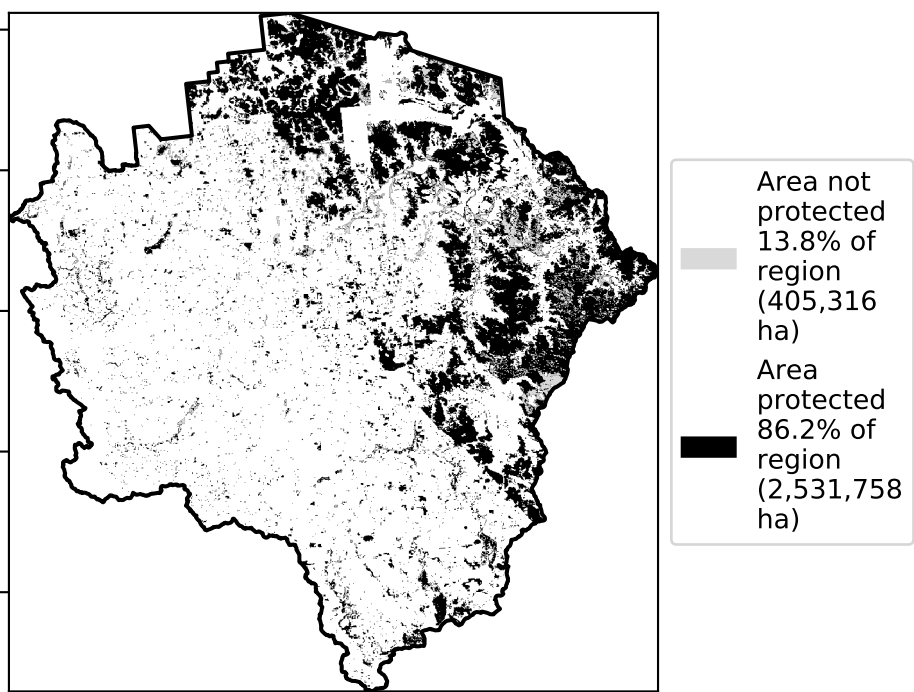 Area not
protected
13.8% of
region
(405,316
ha)
Area
protected
86.2% of
region
(2,531,758
ha)